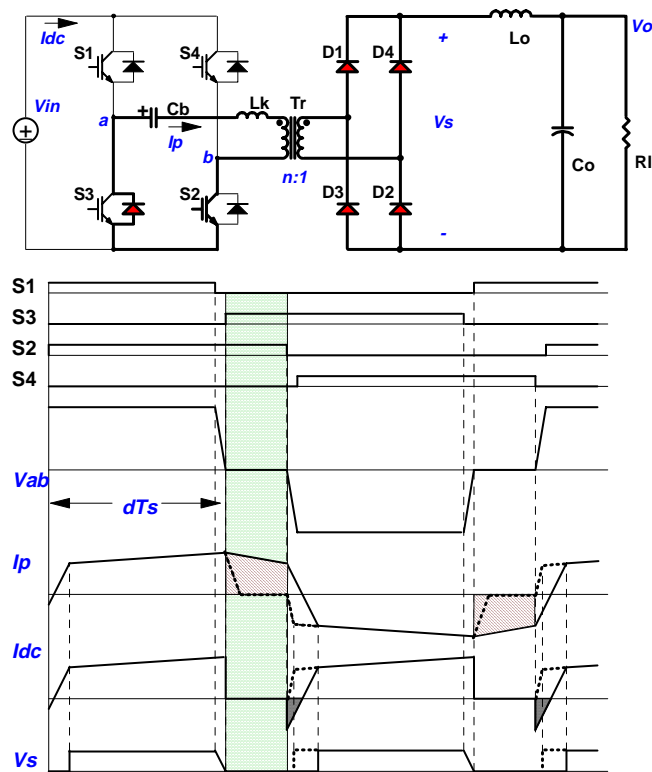 Idc
S1
S4
D1
D4
+
Lo
Vo
Vin
a
+
Cb
Lk
Tr
Vs
Ip
b
n:1
Co
Rl
S3
S2
D3
D2
-
S1
S3
S2
S4
Vab
dTs
Ip
Idc
Vs